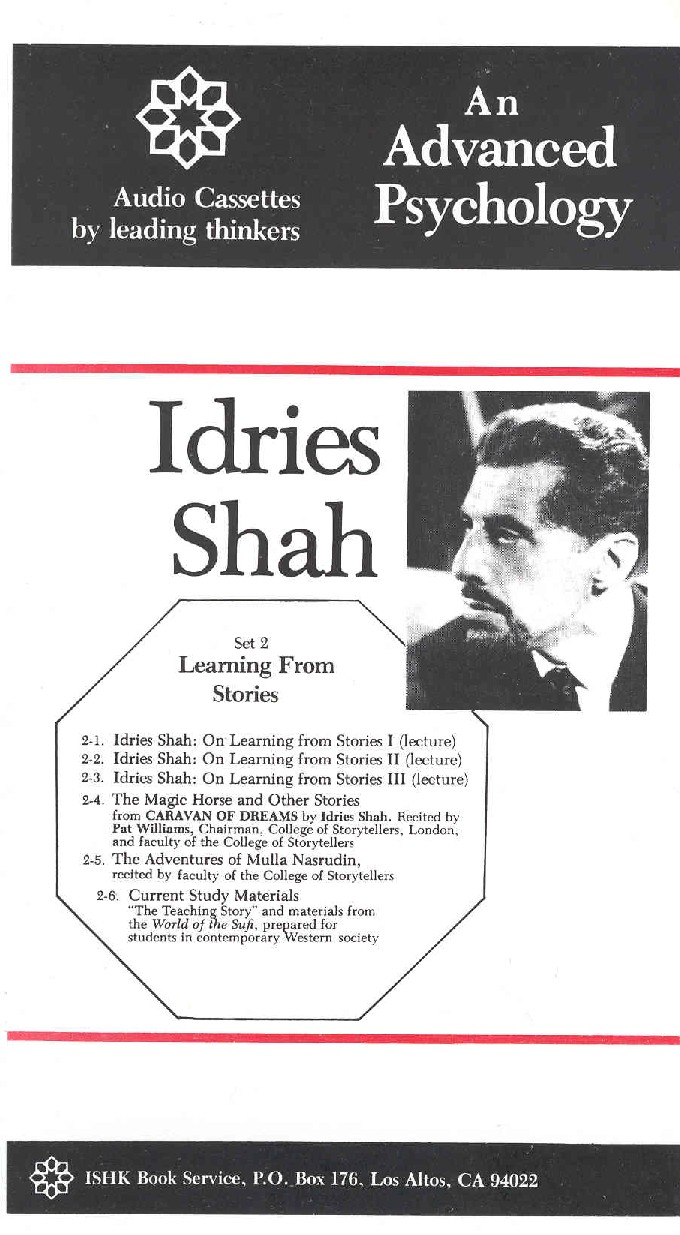 Audio Cassettes
by leading thinkers
An
Advanced
Psychology
Idries
Shah
Set 2
Learning From
Stories
2-1. Idries Shah: On Learning from Stories I (lecture)
2-2. Idries Shah: On Learning from Stories II (lecture)
2-3. Idries Shah: On Learning from Stories III (lecture)
2-4. The Magic Horse and Other Stories
from CARAVAN OF DREAMS by Idries Shah. Recited by
Pat Williams, Chairman, College of Storytellers, London,
and faculty of the College of Storytellers
2-5. The Adventures of Mulla Nasrudin,
recited by faculty of the College of Storytellers
2-6. Current Study Materials
"The Teaching Story" and materials from
the World of the Sufi, prepared for
students in contemporary Western society
ISHK Book Service, P.O. Box 176, Los Altos, CA 94022